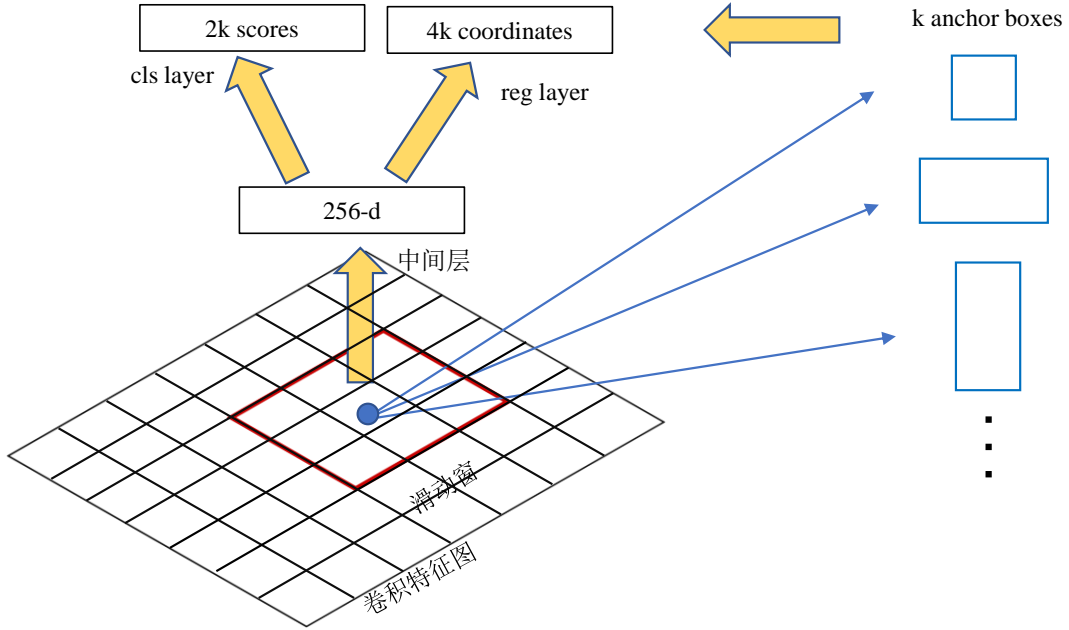 2k scores
4k coordinates
k anchor boxes
cls layer
reg layer
256-d
中间层
滑动窗
卷积特征图